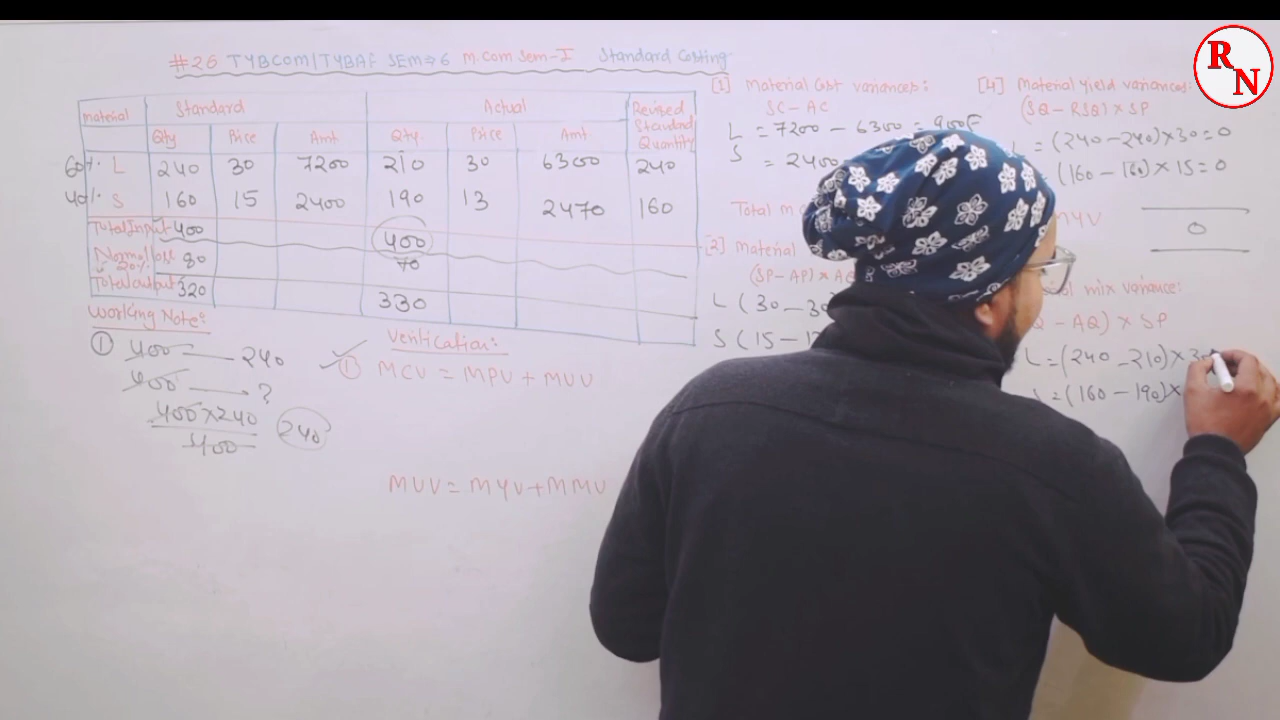 #26 TYBCOM/TYBAF SEM-6 M.Com Sem-I Standard Costing
Material Standard Actual Revised Standard Quantity
Qty Price Amt Qty Price Amt
60% L 240 30 7200 210 30 6300 240
40% S 160 15 2400 190 13 2470 160
Total Input 400 400
Normal loss 20% 80 70
Total output 320 330
Working Note:
① 400 — 240
400 — ?
400x240
400
240
Verification:
① MCV = MPV + MUV
MUV = MYV + MMV
[1] Material Cost variances:
SC - AC
L = 7200 - 6300 = 900F
S = 2400
Total
[2] Material
(SP - AP) x AQ
L (30 - 30
S (15 - 1
[4] Material yield variances:
(SQ - RSQ) x SP
= (240 - 240) x 30 = 0
(160 - 160) x 15 = 0
MYV 0
mix variance:
- AQ) x SP
L = (240 - 210) x 30
= (160 - 190) x
RN